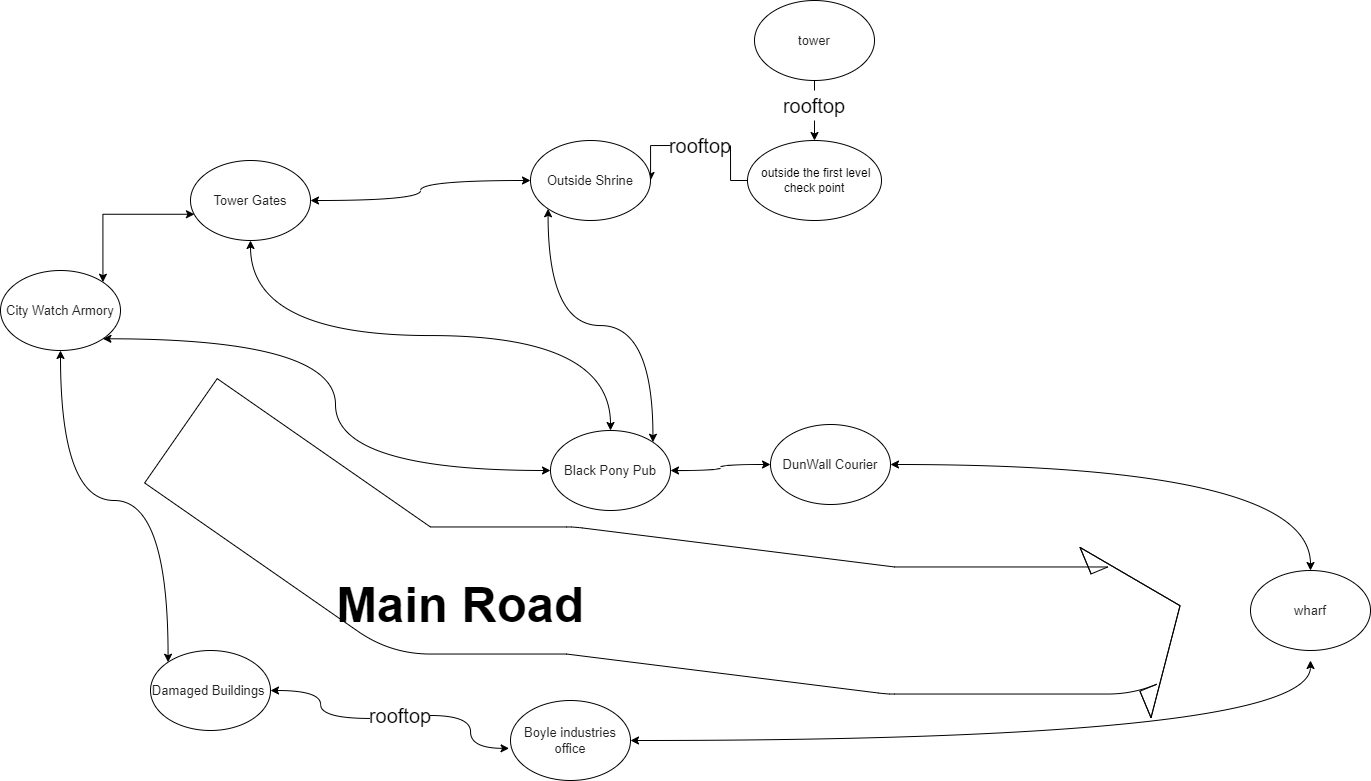 tower
rooftop
rooftop
outside the first level
check point
Outside Shrine
Tower Gates
City Watch Armory
Black Pony Pub
DunWall Courier
Main Road
wharf
Damaged Buildings
rooftop
Boyle industries
office